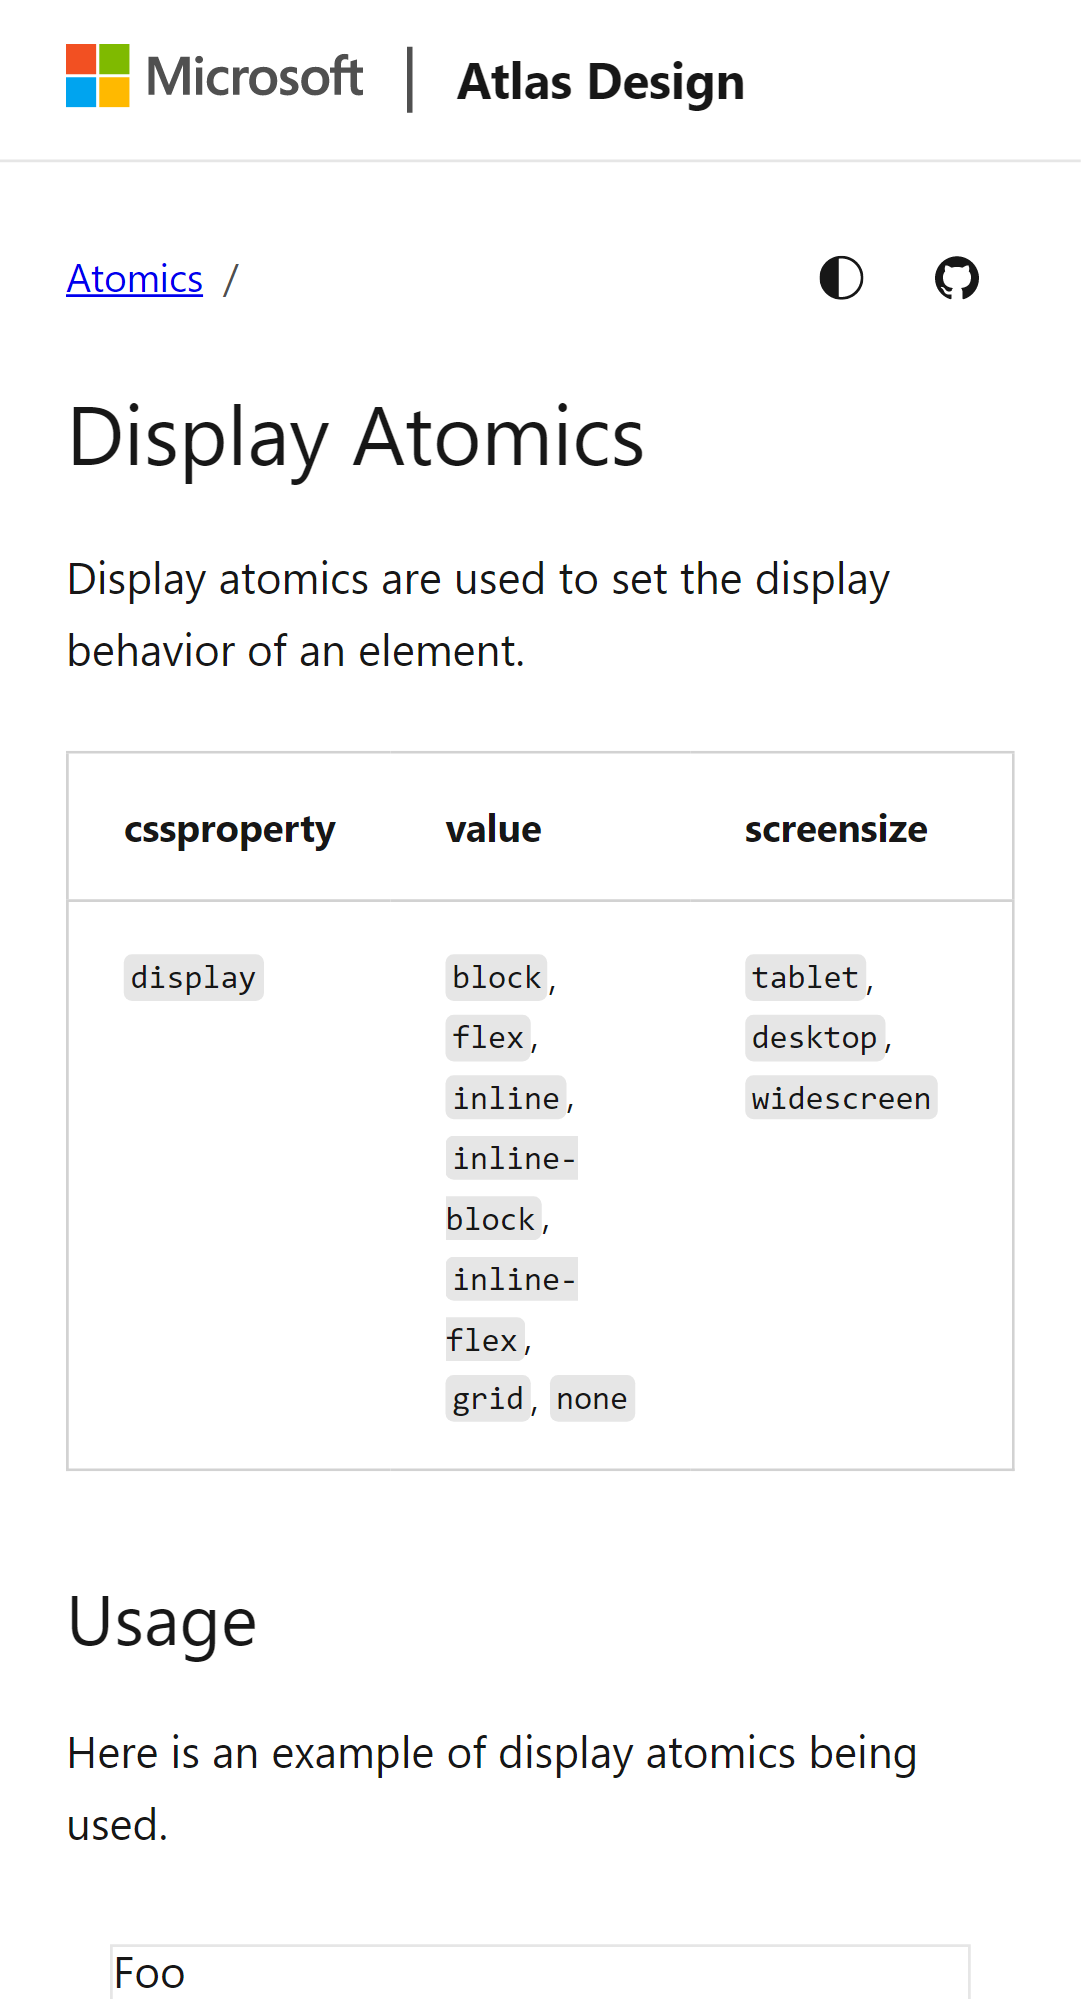 Microsoft | Atlas Design
Atomics /
Display Atomics
Display atomics are used to set the display
behavior of an element.
cssproperty value screensize
display block, tablet,
flex, desktop,
inline, widescreen
inline-
block,
inline-
flex,
grid, none
Usage
Here is an example of display atomics being
used.
Foo